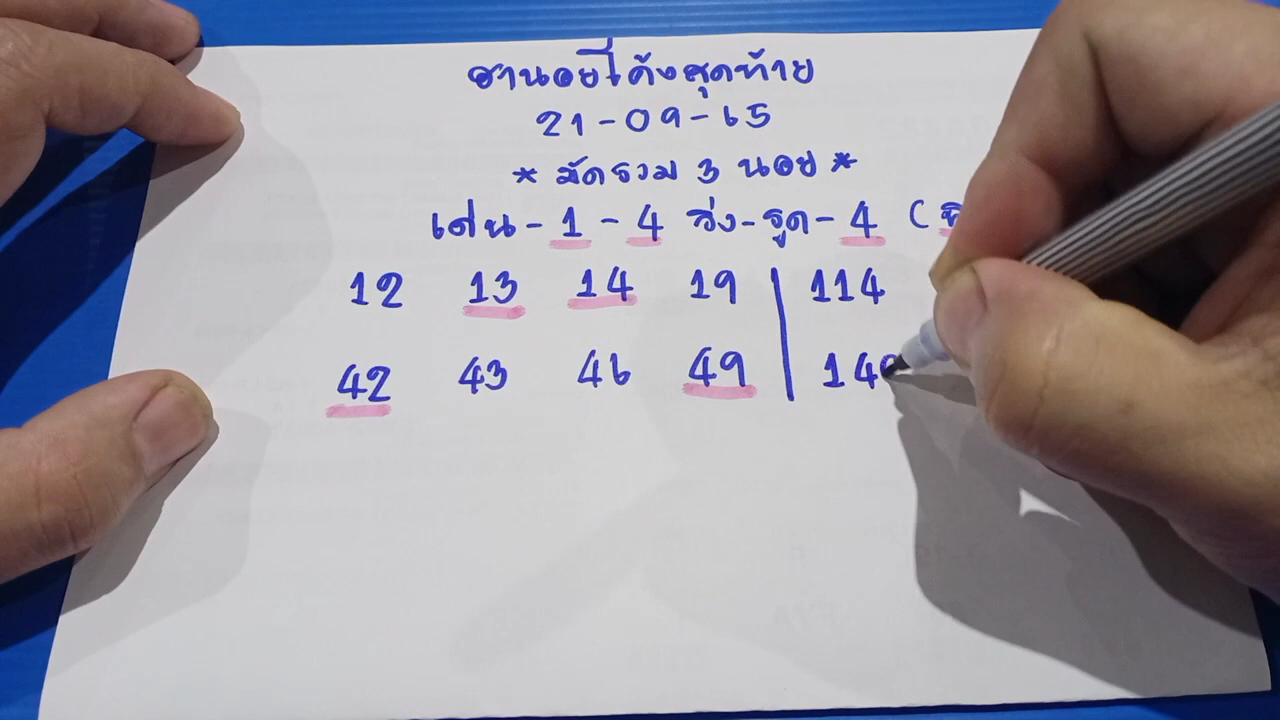 ฮานอยโค้งสุดท้าย
21-09-65
* มัดรวม 3 นอย *
เด่น-1-4 วิ่ง-รูด-4 (
12 13 14 19 | 114
42 43 46 49 | 149